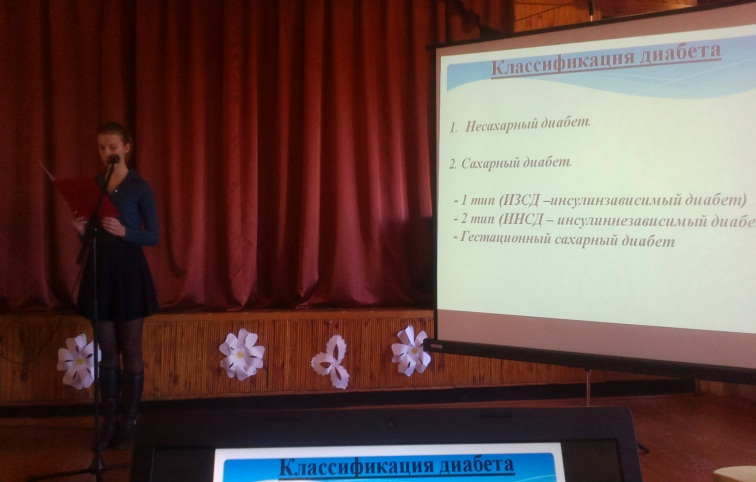 Классификация диабета
1. Несахарный диабет.
2. Сахарный диабет.
- 1 тип (ИЗСД –инсулинзависимый диабет)
- 2 тип (ИНСД – инсулиннезависимый диабе
- Гестационный сахарный диабет
Классификация диабета